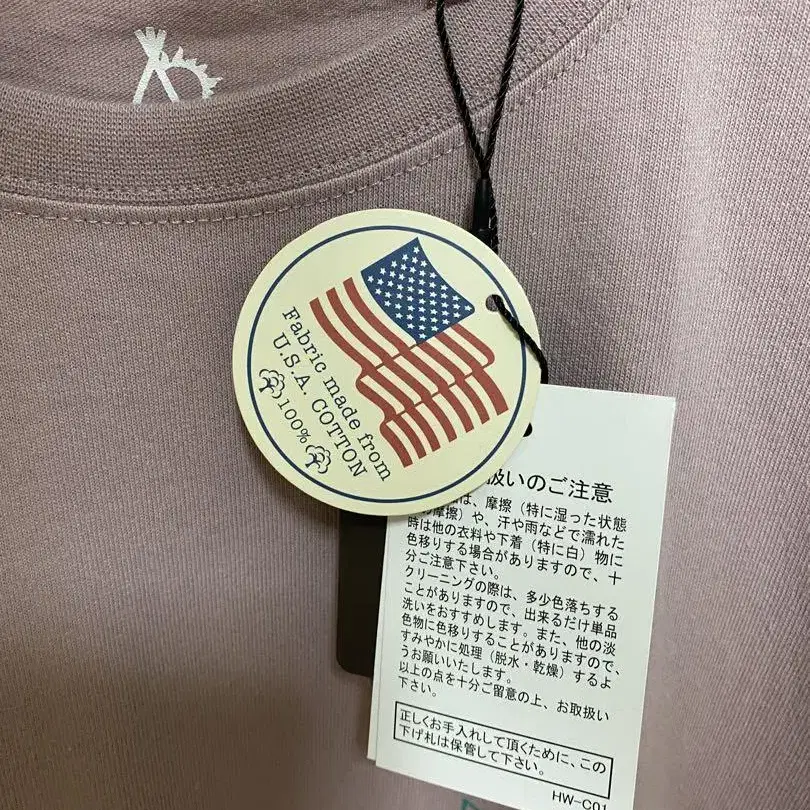 Fabric made from
U.S.A. COTTON
100%
扱いのご注意
は、摩擦（特に湿った状態
の摩擦）や、汗や雨などで濡れた
時は他の衣料や下着（特に白）物に
色移りする場合がありますので、十
分ご注意下さい。
クリーニングの際は、多少色落ちする
ことがありますので、出来るだけ単品
洗いをおすすめします。また、他の淡
色物に色移りすることがありますので、
すみやかに処理（脱水・乾燥）するよ
うお願いいたします。
以上の点を十分ご留意の上、お取扱い
下さい。
正しくお手入れして頂くために、この
下げ札は保管して下さい。
HW-C01